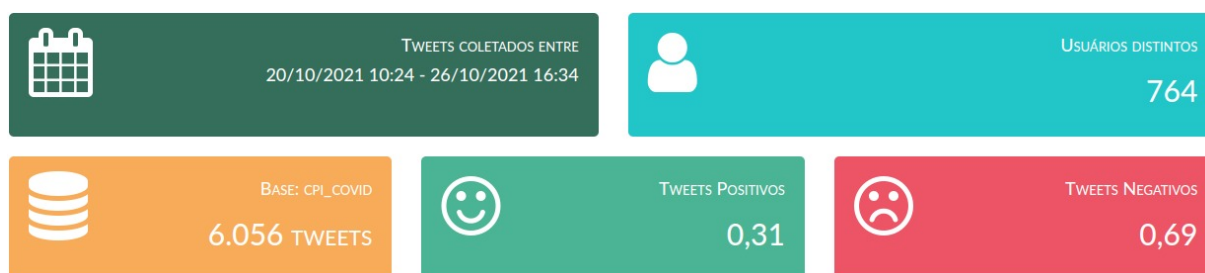 Tweets coletados entre
20/10/2021 10:24 - 26/10/2021 16:34
Usuários distintos
764
Base: cpi_covid
6.056 tweets
Tweets Positivos
0,31
Tweets Negativos
0,69